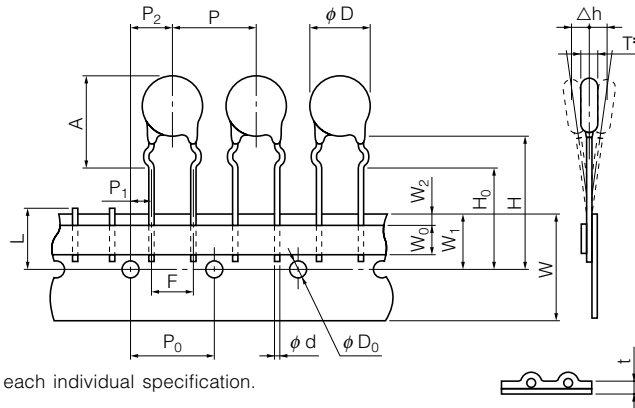 P2 P φD Δh
T*
A
P1
W2
H0
H
L
W0
W1
W
F
P0 φd φD0
each individual specification.
t